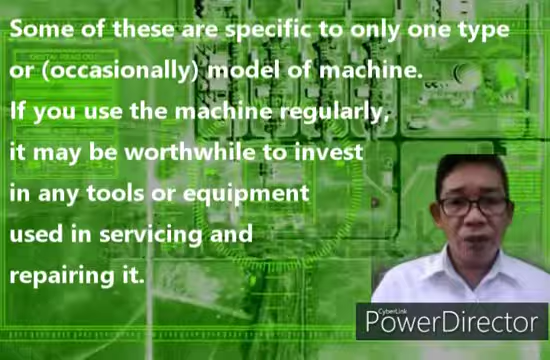 Some of these are specific to only one type
or (occasionally) model of machine.
If you use the machine regularly,
it may be worthwhile to invest
in any tools or equipment
used in servicing and
repairing it.
CyberLink
PowerDirector